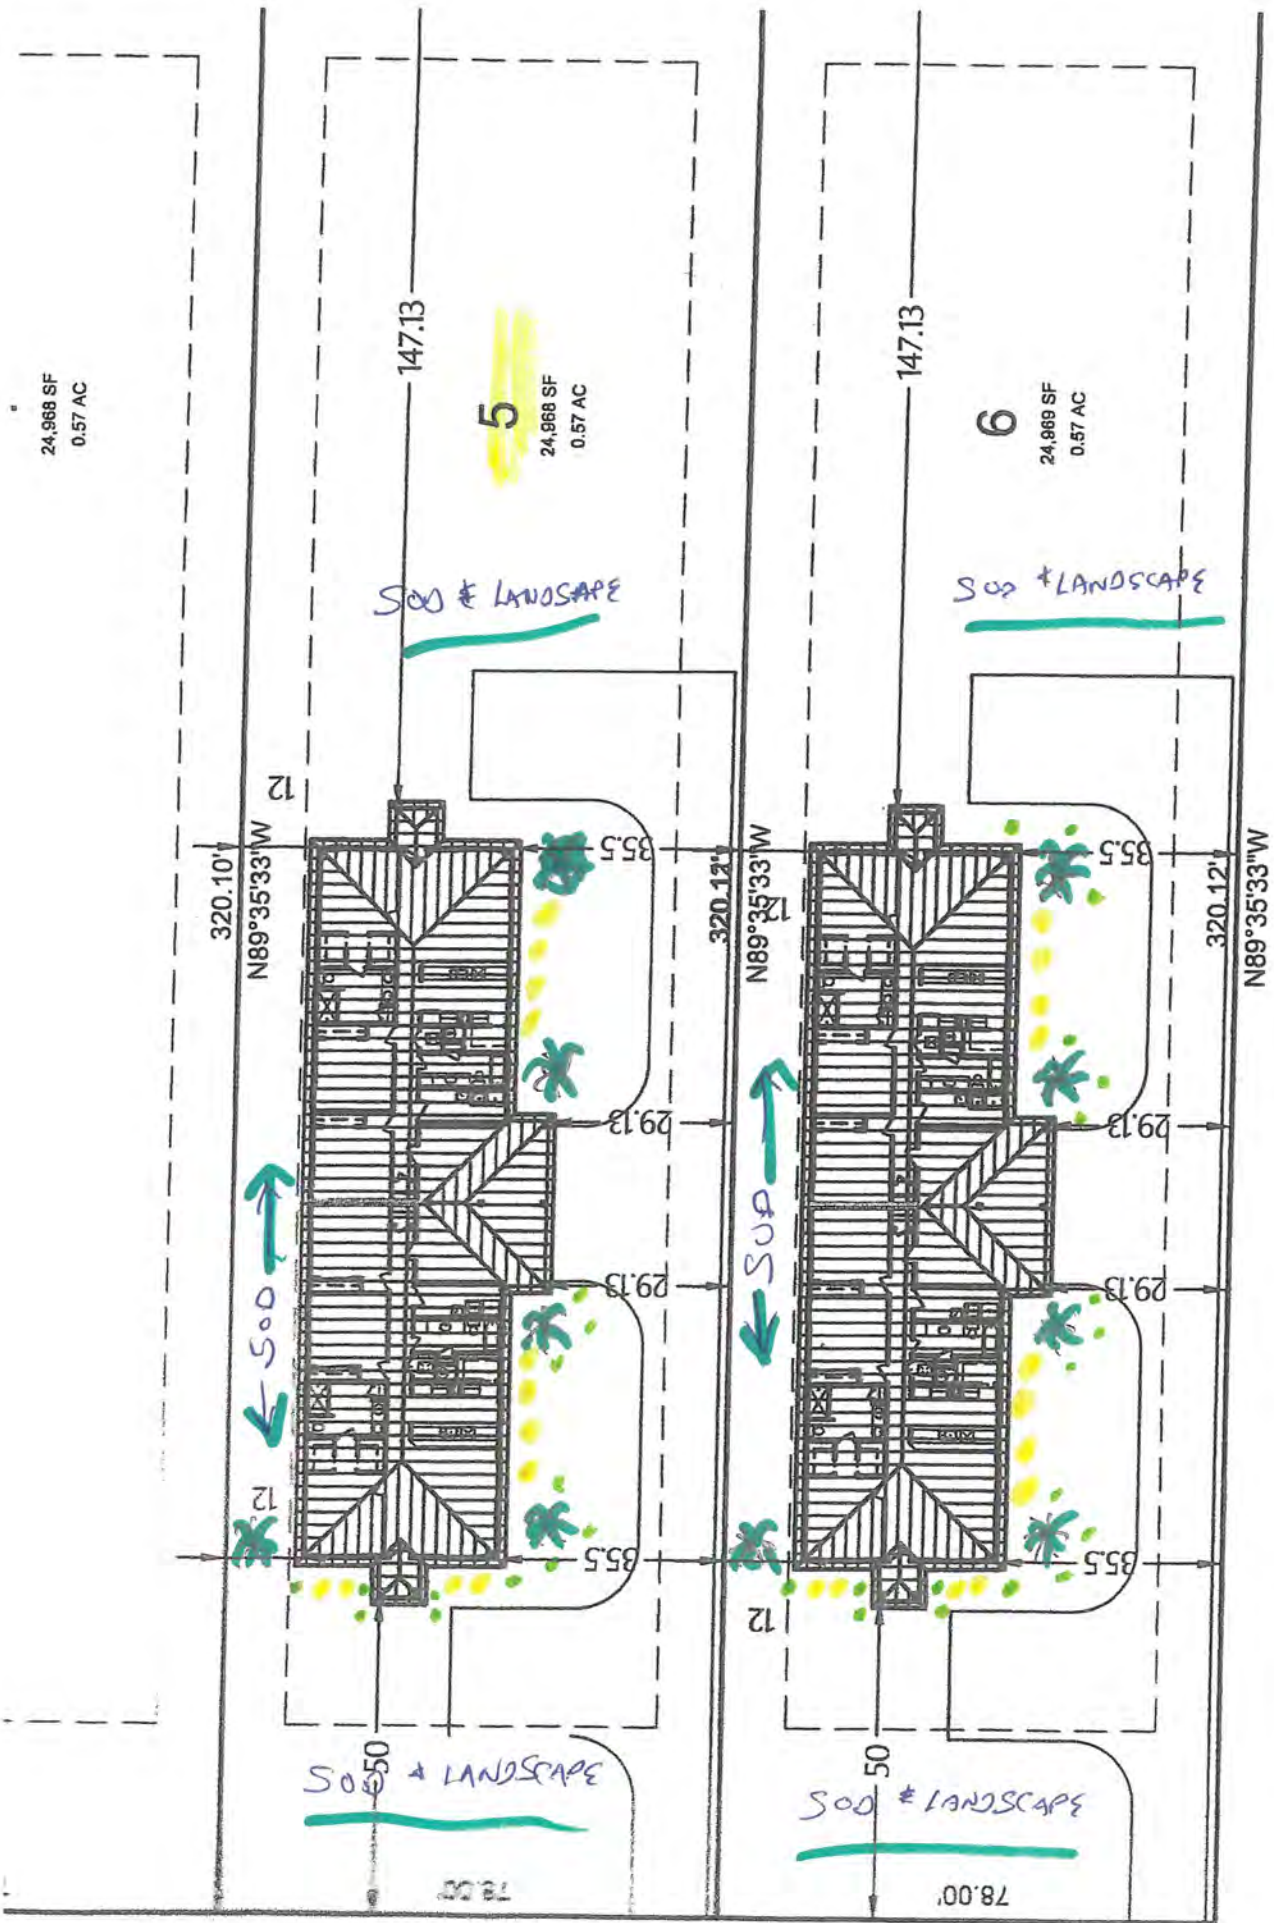 24,968 SF
0.57 AC
147.13
5
24,968 SF
0.57 AC
147.13
6
24,969 SF
0.57 AC
SOD & LANDSAPE
SOD & LANDSCAPE
12
320.10'
N89°35'33"W
35.5
320.12'
N89°35'33"W
12
35.5
320.12'
N89°35'33"W
29.13
29.13
SOD
29.13
SOD
29.13
12
35.5
12
35.5
50
SOD & LANDSCAPE
50
SOD & LANDSCAPE
78.00'
78.00'